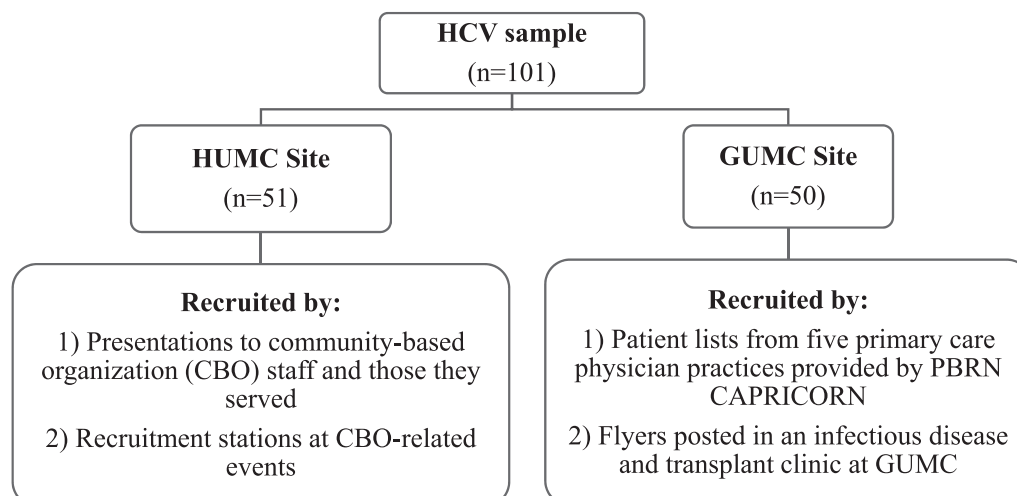 HCV sample
(n=101)
HUMC Site
(n=51)
GUMC Site
(n=50)
Recruited by:
1) Presentations to community-based
organization (CBO) staff and those they
served
2) Recruitment stations at CBO-related
events
Recruited by:
1) Patient lists from five primary care
physician practices provided by PBRN
CAPRICORN
2) Flyers posted in an infectious disease
and transplant clinic at GUMC